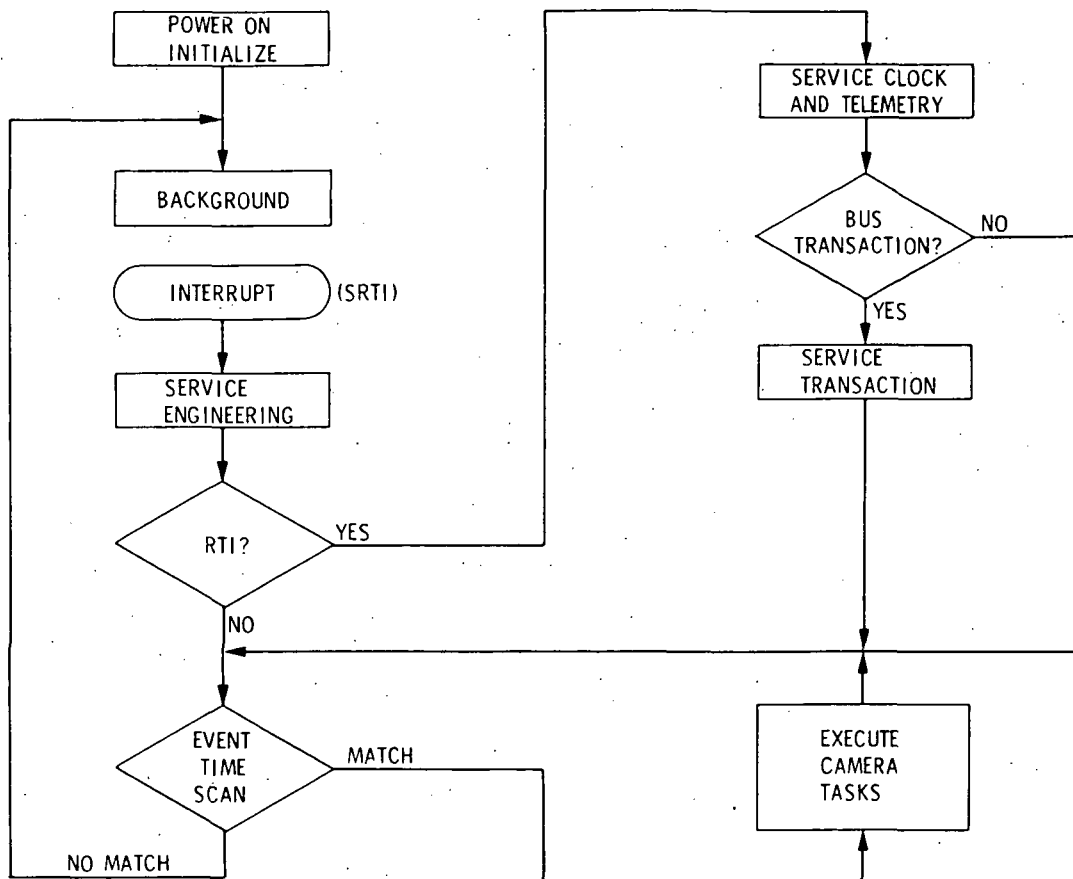 POWER ON
INITIALIZE
BACKGROUND
INTERRUPT
(SRTI)
SERVICE
ENGINEERING
RTI?
YES
NO
EVENT
TIME
SCAN
MATCH
NO MATCH
SERVICE CLOCK
AND TELEMETRY
BUS
TRANSACTION?
NO
YES
SERVICE
TRANSACTION
EXECUTE
CAMERA
TASKS